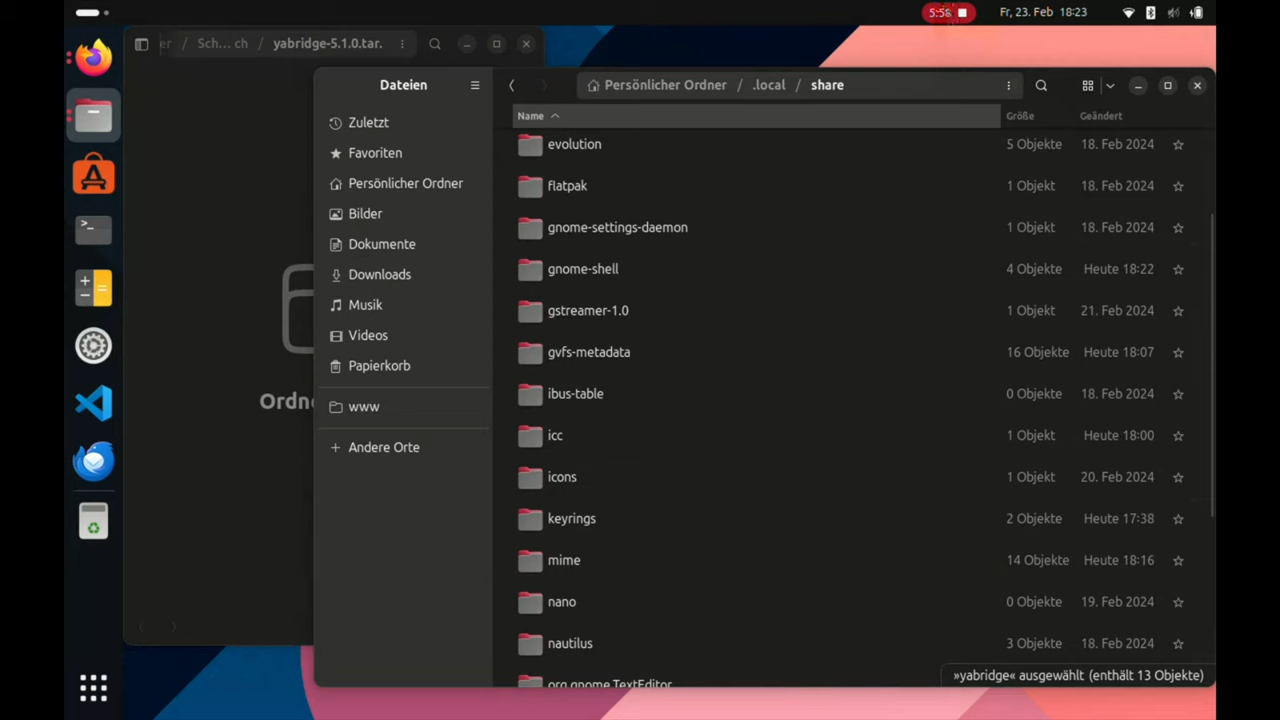 5:58
Fr, 23. Feb 18:23
er / Sch... ch / yabridge-5.1.0.tar.
Dateien
Persönlicher Ordner / .local / share
Name Größe Geändert
Zuletzt
Favoriten
Persönlicher Ordner
Bilder
Dokumente
Downloads
Musik
Videos
Papierkorb
www
Andere Orte
evolution 5 Objekte 18. Feb 2024
flatpak 1 Objekt 18. Feb 2024
gnome-settings-daemon 1 Objekt 18. Feb 2024
gnome-shell 4 Objekte Heute 18:22
gstreamer-1.0 1 Objekt 21. Feb 2024
gvfs-metadata 16 Objekte Heute 18:07
ibus-table 0 Objekte 18. Feb 2024
icc 1 Objekt Heute 18:00
icons 1 Objekt 20. Feb 2024
keyrings 2 Objekte Heute 17:38
mime 14 Objekte Heute 18:16
nano 0 Objekte 19. Feb 2024
nautilus 3 Objekte 18. Feb 2024
org.gnome.TextEditor
Ordne
»yabridge« ausgewählt (enthält 13 Objekte)